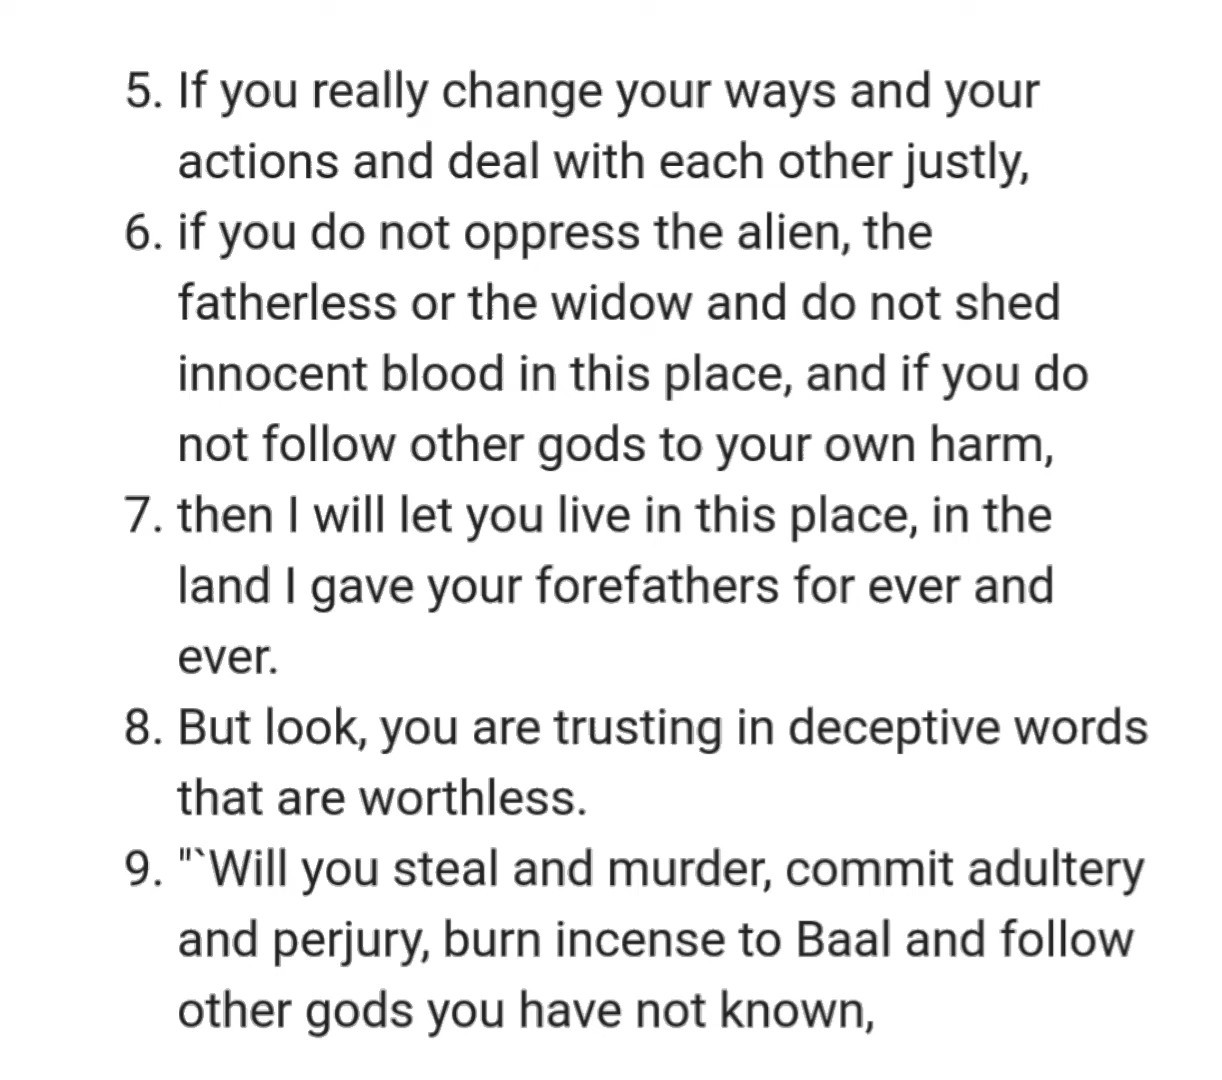 5. If you really change your ways and your
actions and deal with each other justly,
6. if you do not oppress the alien, the
fatherless or the widow and do not shed
innocent blood in this place, and if you do
not follow other gods to your own harm,
7. then I will let you live in this place, in the
land I gave your forefathers for ever and
ever.
8. But look, you are trusting in deceptive words
that are worthless.
9. "`Will you steal and murder, commit adultery
and perjury, burn incense to Baal and follow
other gods you have not known,